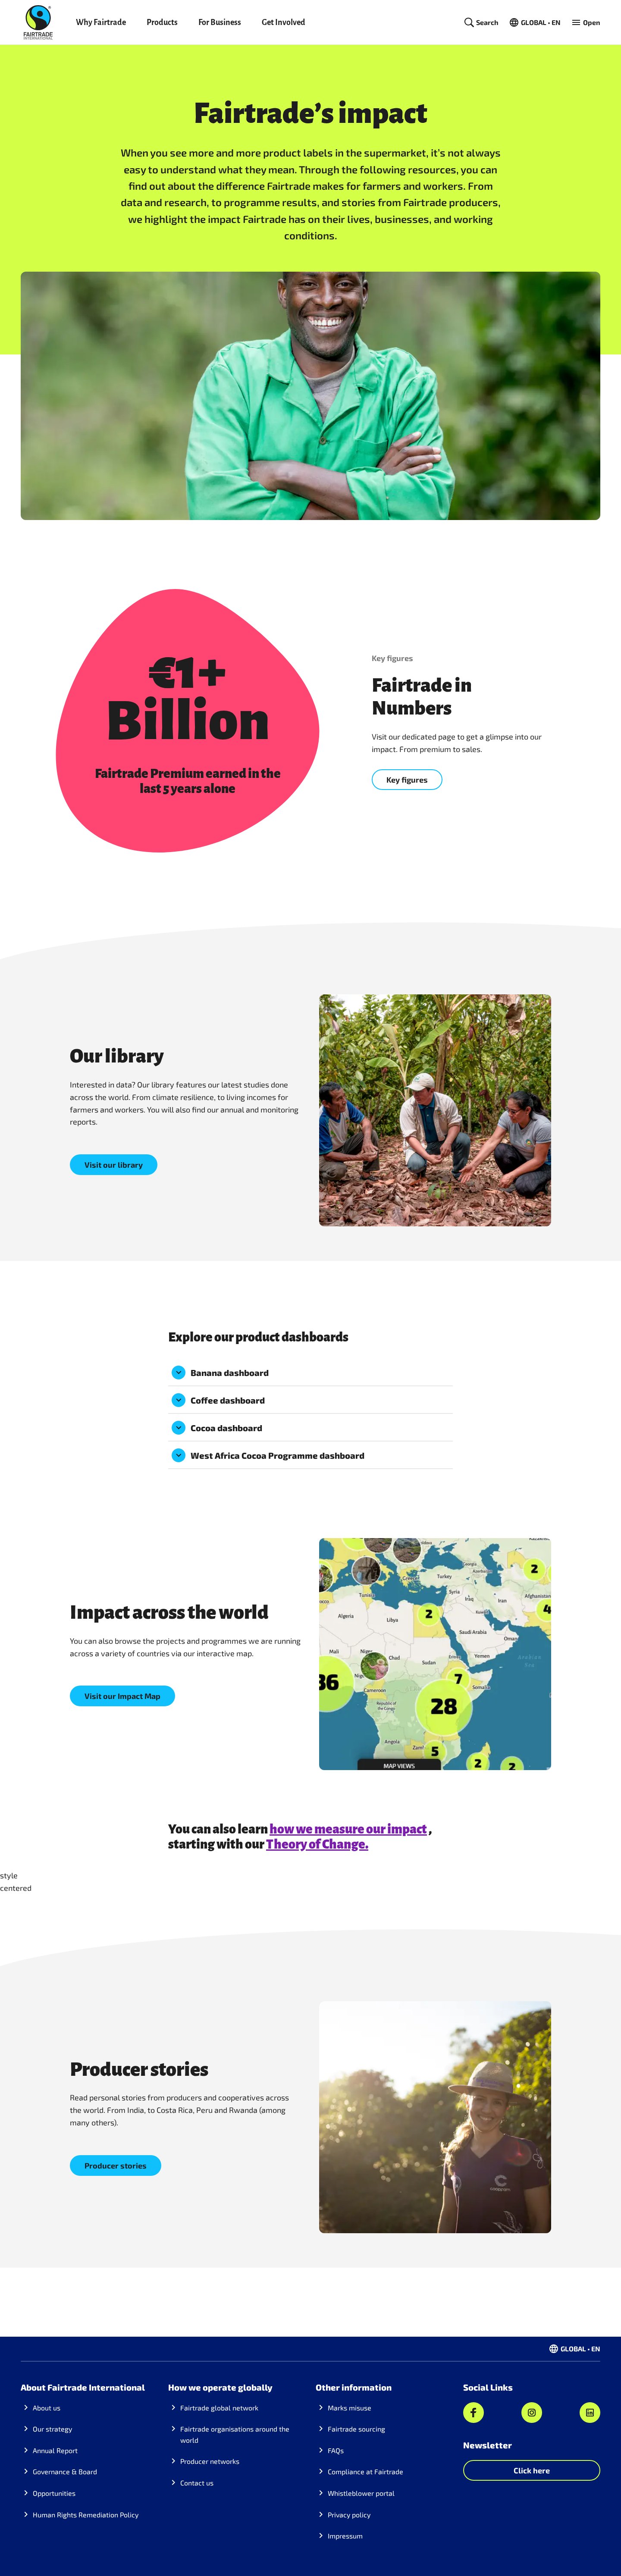 FAIRTRADE
INTERNATIONAL
Why Fairtrade
Products
For Business
Get Involved
Search
GLOBAL • EN
Open
Fairtrade's impact
When you see more and more product labels in the supermarket, it's not always
easy to understand what they mean. Through the following resources, you can
find out about the difference Fairtrade makes for farmers and workers. From
data and research, to programme results, and stories from Fairtrade producers,
we highlight the impact Fairtrade has on their lives, businesses, and working
conditions.
€1+
Billion
Fairtrade Premium earned in the
last 5 years alone
Key figures
Fairtrade in
Numbers
Visit our dedicated page to get a glimpse into our
impact. From premium to sales.
Key figures
Our library
Interested in data? Our library features our latest studies done
across the world. From climate resilience, to living incomes for
farmers and workers. You will also find our annual and monitoring
reports.
Visit our library
Explore our product dashboards
Banana dashboard
Coffee dashboard
Cocoa dashboard
West Africa Cocoa Programme dashboard
Impact across the world
You can also browse the projects and programmes we are running
across a variety of countries via our interactive map.
Visit our Impact Map
2
Georgia
Azerbaijan
Turkey
Syria
Iraq
Iran
Afghanistan
4
Algeria
Libya
2
Saudi Arabia
Oman
Yemen
Mali
Niger
Chad
Sudan
36
Nigeria
7
Cameroon
Somalia
28
Republic of
the Congo
Angola
5
2
2
MAP VIEWS
You can also learn how we measure our impact ,
starting with our Theory of Change.
style
centered
Producer stories
Read personal stories from producers and cooperatives across
the world. From India, to Costa Rica, Peru and Rwanda (among
many others).
Producer stories
GLOBAL • EN
About Fairtrade International
About us
Our strategy
Annual Report
Governance & Board
Opportunities
Human Rights Remediation Policy
How we operate globally
Fairtrade global network
Fairtrade organisations around the
world
Producer networks
Contact us
Other information
Marks misuse
Fairtrade sourcing
FAQs
Compliance at Fairtrade
Whistleblower portal
Privacy policy
Impressum
Social Links
Newsletter
Click here